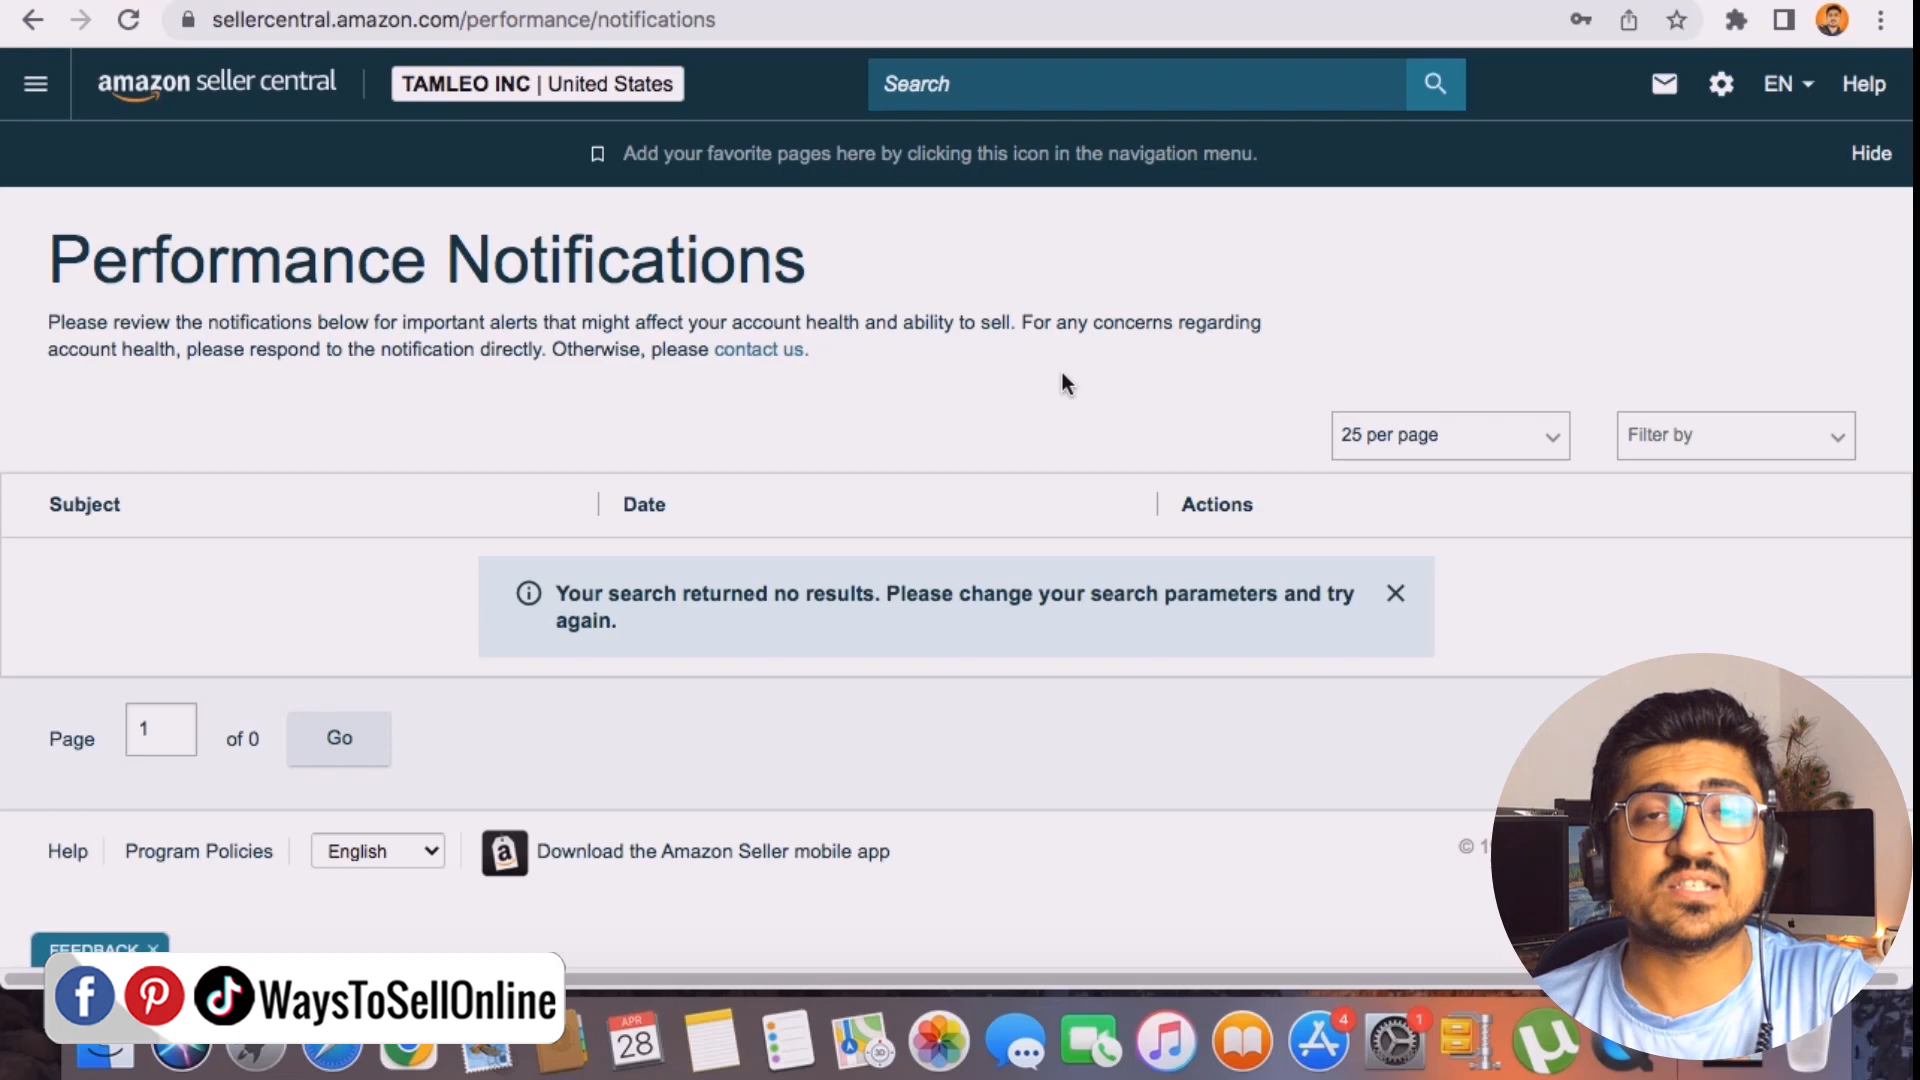 sellercentral.amazon.com/performance/notifications
amazon seller central
TAMLEO INC | United States
Search
EN
Help
Add your favorite pages here by clicking this icon in the navigation menu.
Hide
Performance Notifications
Please review the notifications below for important alerts that might affect your account health and ability to sell. For any concerns regarding
account health, please respond to the notification directly. Otherwise, please contact us.
25 per page
Filter by
Subject
Date
Actions
Your search returned no results. Please change your search parameters and try
again.
Page
1
of 0
Go
Help
Program Policies
English
a
Download the Amazon Seller mobile app
© 1
FEEDBACK ×
WaysToSellOnline
APR
28
4
1